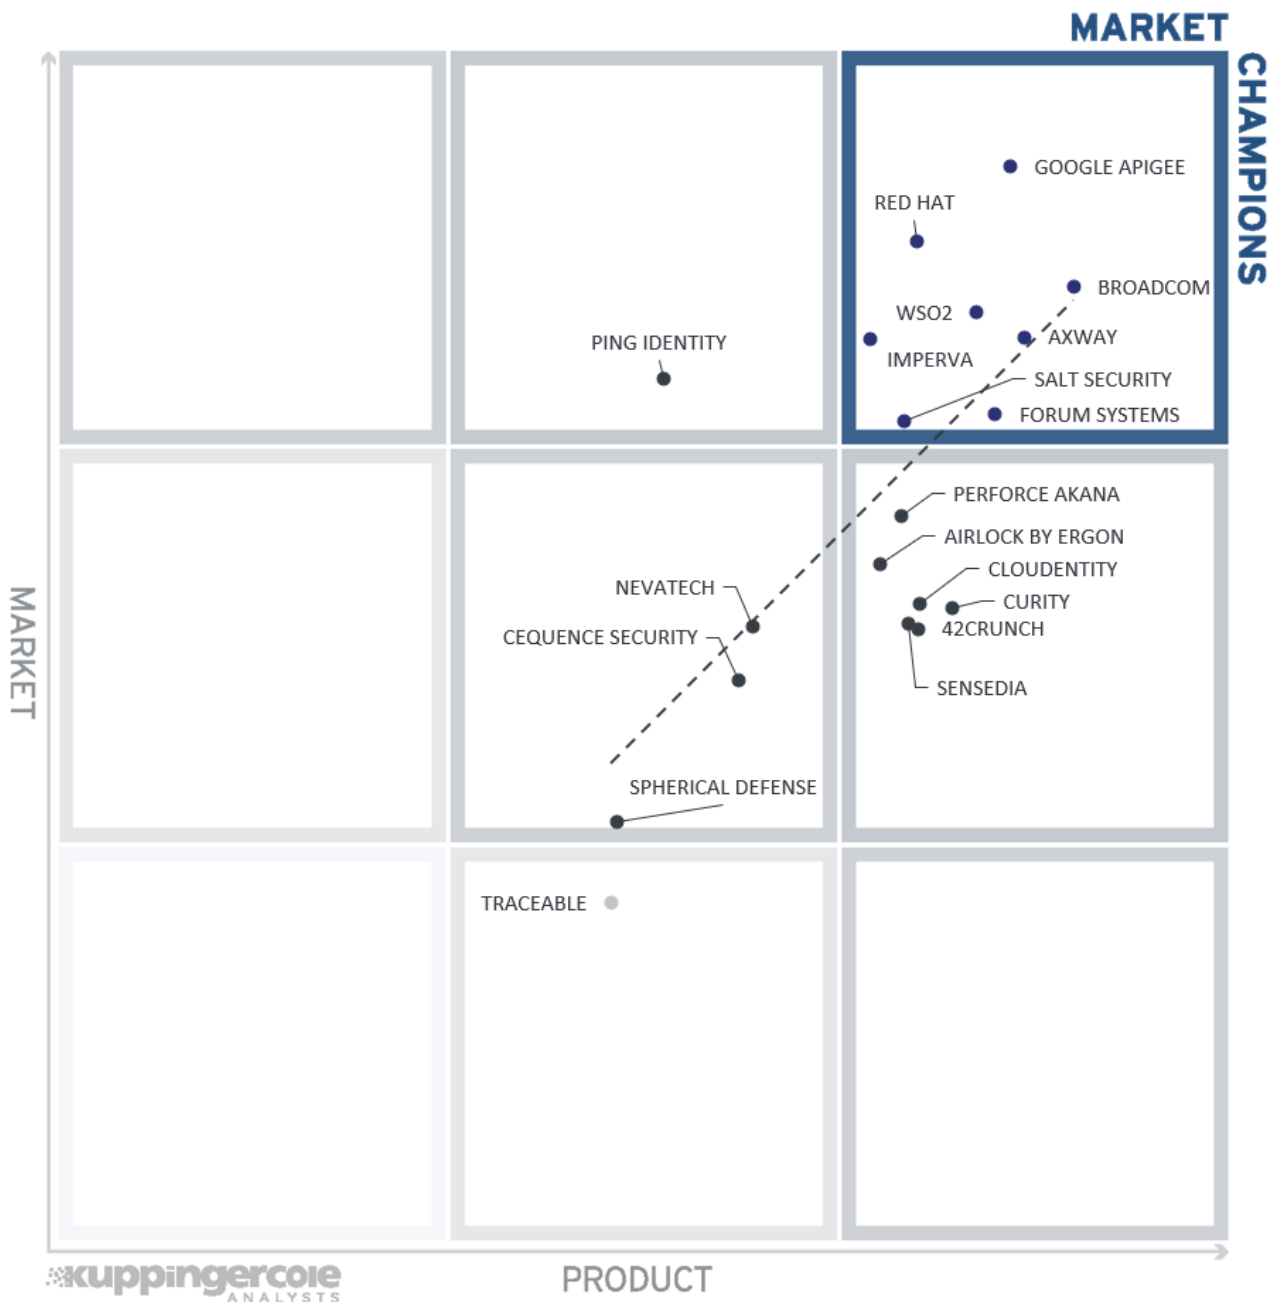 MARKET
CHAMPIONS
GOOGLE APIGEE
RED HAT
BROADCOM
WSO2
AXWAY
PING IDENTITY
IMPERVA
SALT SECURITY
FORUM SYSTEMS
PERFORCE AKANA
AIRLOCK BY ERGON
CLOUDENTITY
NEVATECH
CURITY
42CRUNCH
CEQUENCE SECURITY
SENSEDIA
SPHERICAL DEFENSE
TRACEABLE
MARKET
PRODUCT
kuppingercole
ANALYSTS